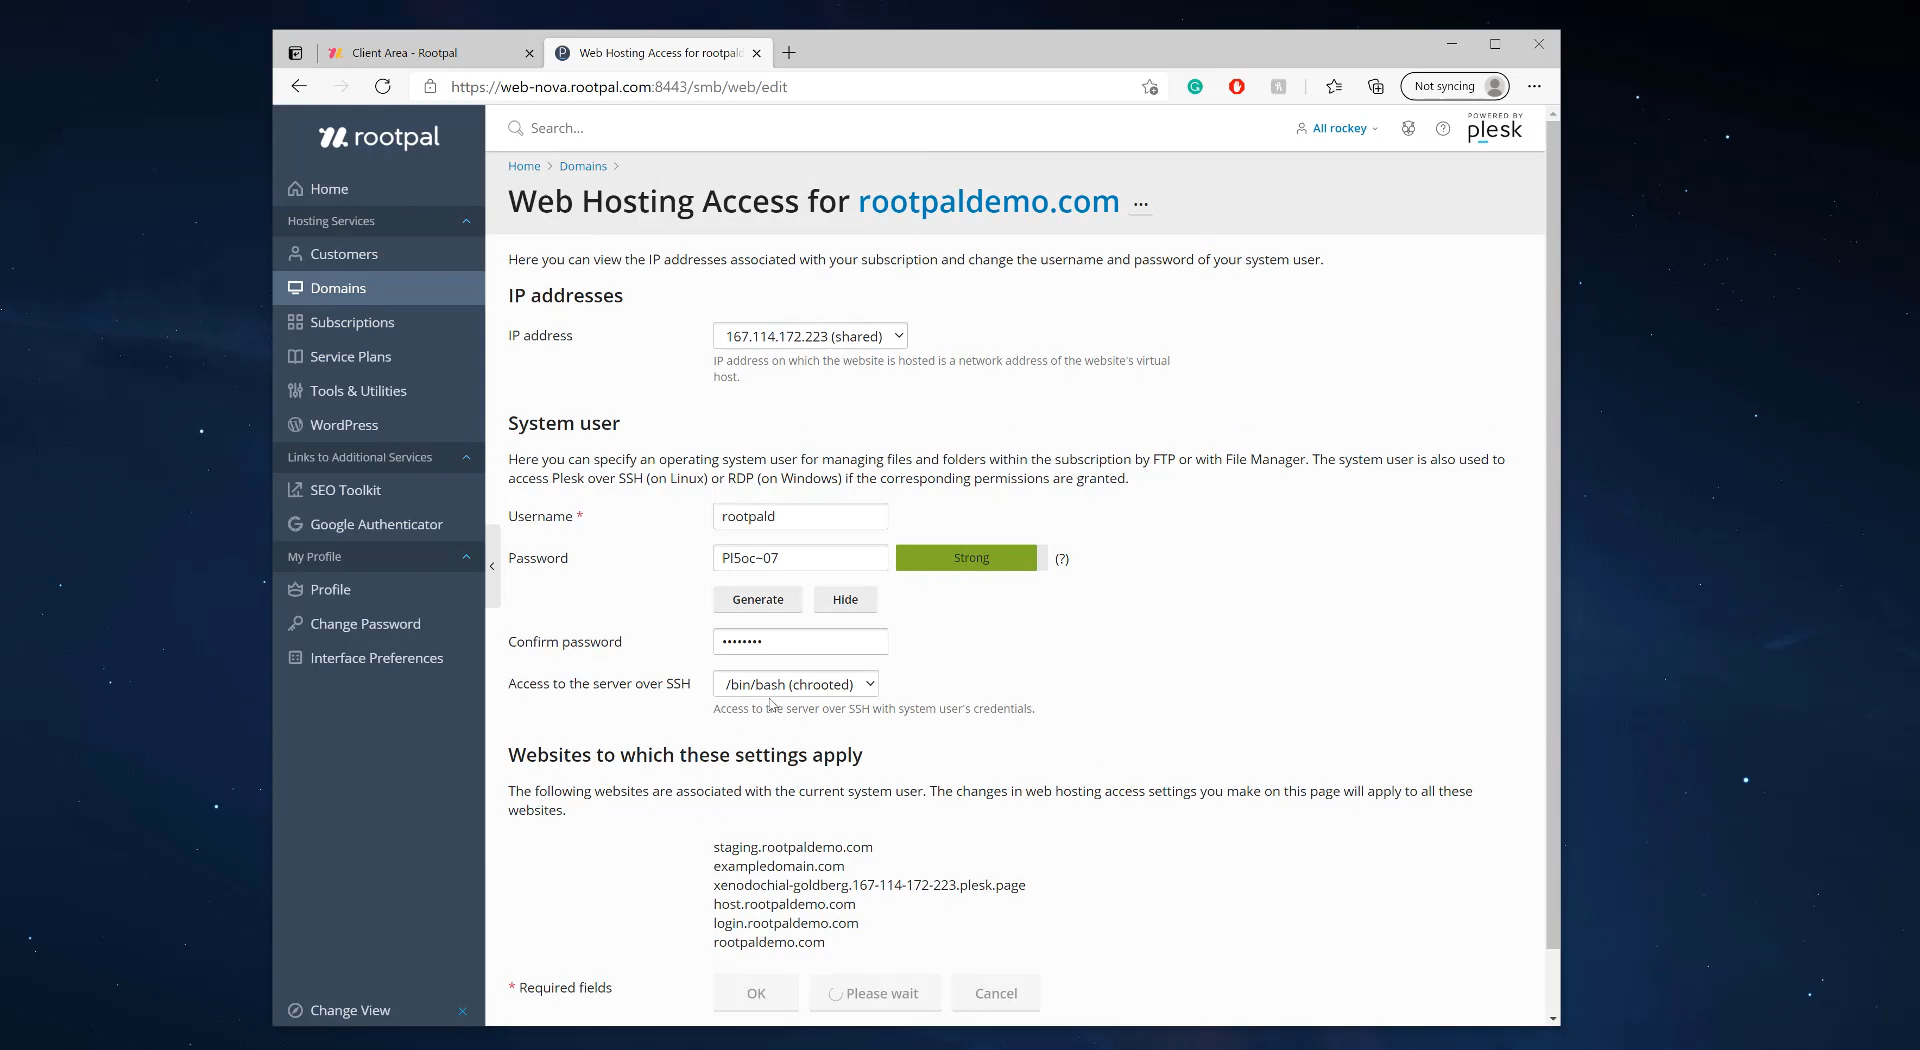 Client Area - Rootpal
Web Hosting Access for rootpald
https://web-nova.rootpal.com:8443/smb/web/edit
Not syncing
rootpal
Search...
All rockey
POWERED BY
plesk
Home
Hosting Services
Customers
Domains
Subscriptions
Service Plans
Tools & Utilities
WordPress
Links to Additional Services
SEO Toolkit
Google Authenticator
My Profile
Profile
Change Password
Interface Preferences
Change View
Home > Domains >
Web Hosting Access for rootpaldemo.com ...
Here you can view the IP addresses associated with your subscription and change the username and password of your system user.
IP addresses
IP address 167.114.172.223 (shared)
IP address on which the website is hosted is a network address of the website's virtual
host.
System user
Here you can specify an operating system user for managing files and folders within the subscription by FTP or with File Manager. The system user is also used to
access Plesk over SSH (on Linux) or RDP (on Windows) if the corresponding permissions are granted.
Username * rootpald
Password Pl5oc~07 Strong (?)
Generate Hide
Confirm password ••••••••
Access to the server over SSH /bin/bash (chrooted)
Access to the server over SSH with system user's credentials.
Websites to which these settings apply
The following websites are associated with the current system user. The changes in web hosting access settings you make on this page will apply to all these
websites.
staging.rootpaldemo.com
exampledomain.com
xenodochial-goldberg.167-114-172-223.plesk.page
host.rootpaldemo.com
login.rootpaldemo.com
rootpaldemo.com
* Required fields OK Please wait Cancel